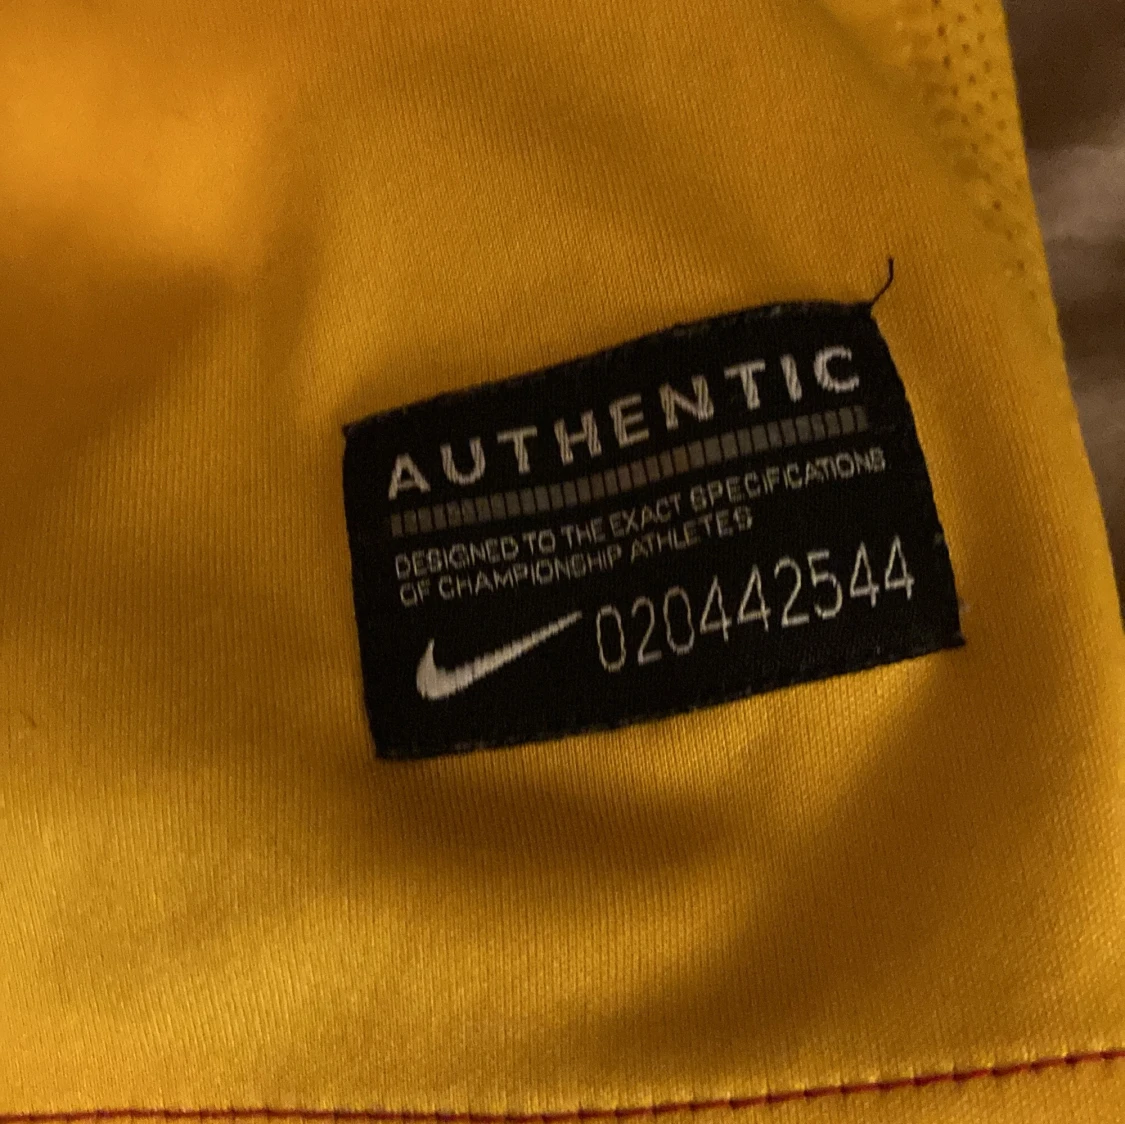 AUTHENTIC
DESIGNED TO THE EXACT SPECIFICATIONS
OF CHAMPIONSHIP ATHLETES
020442544